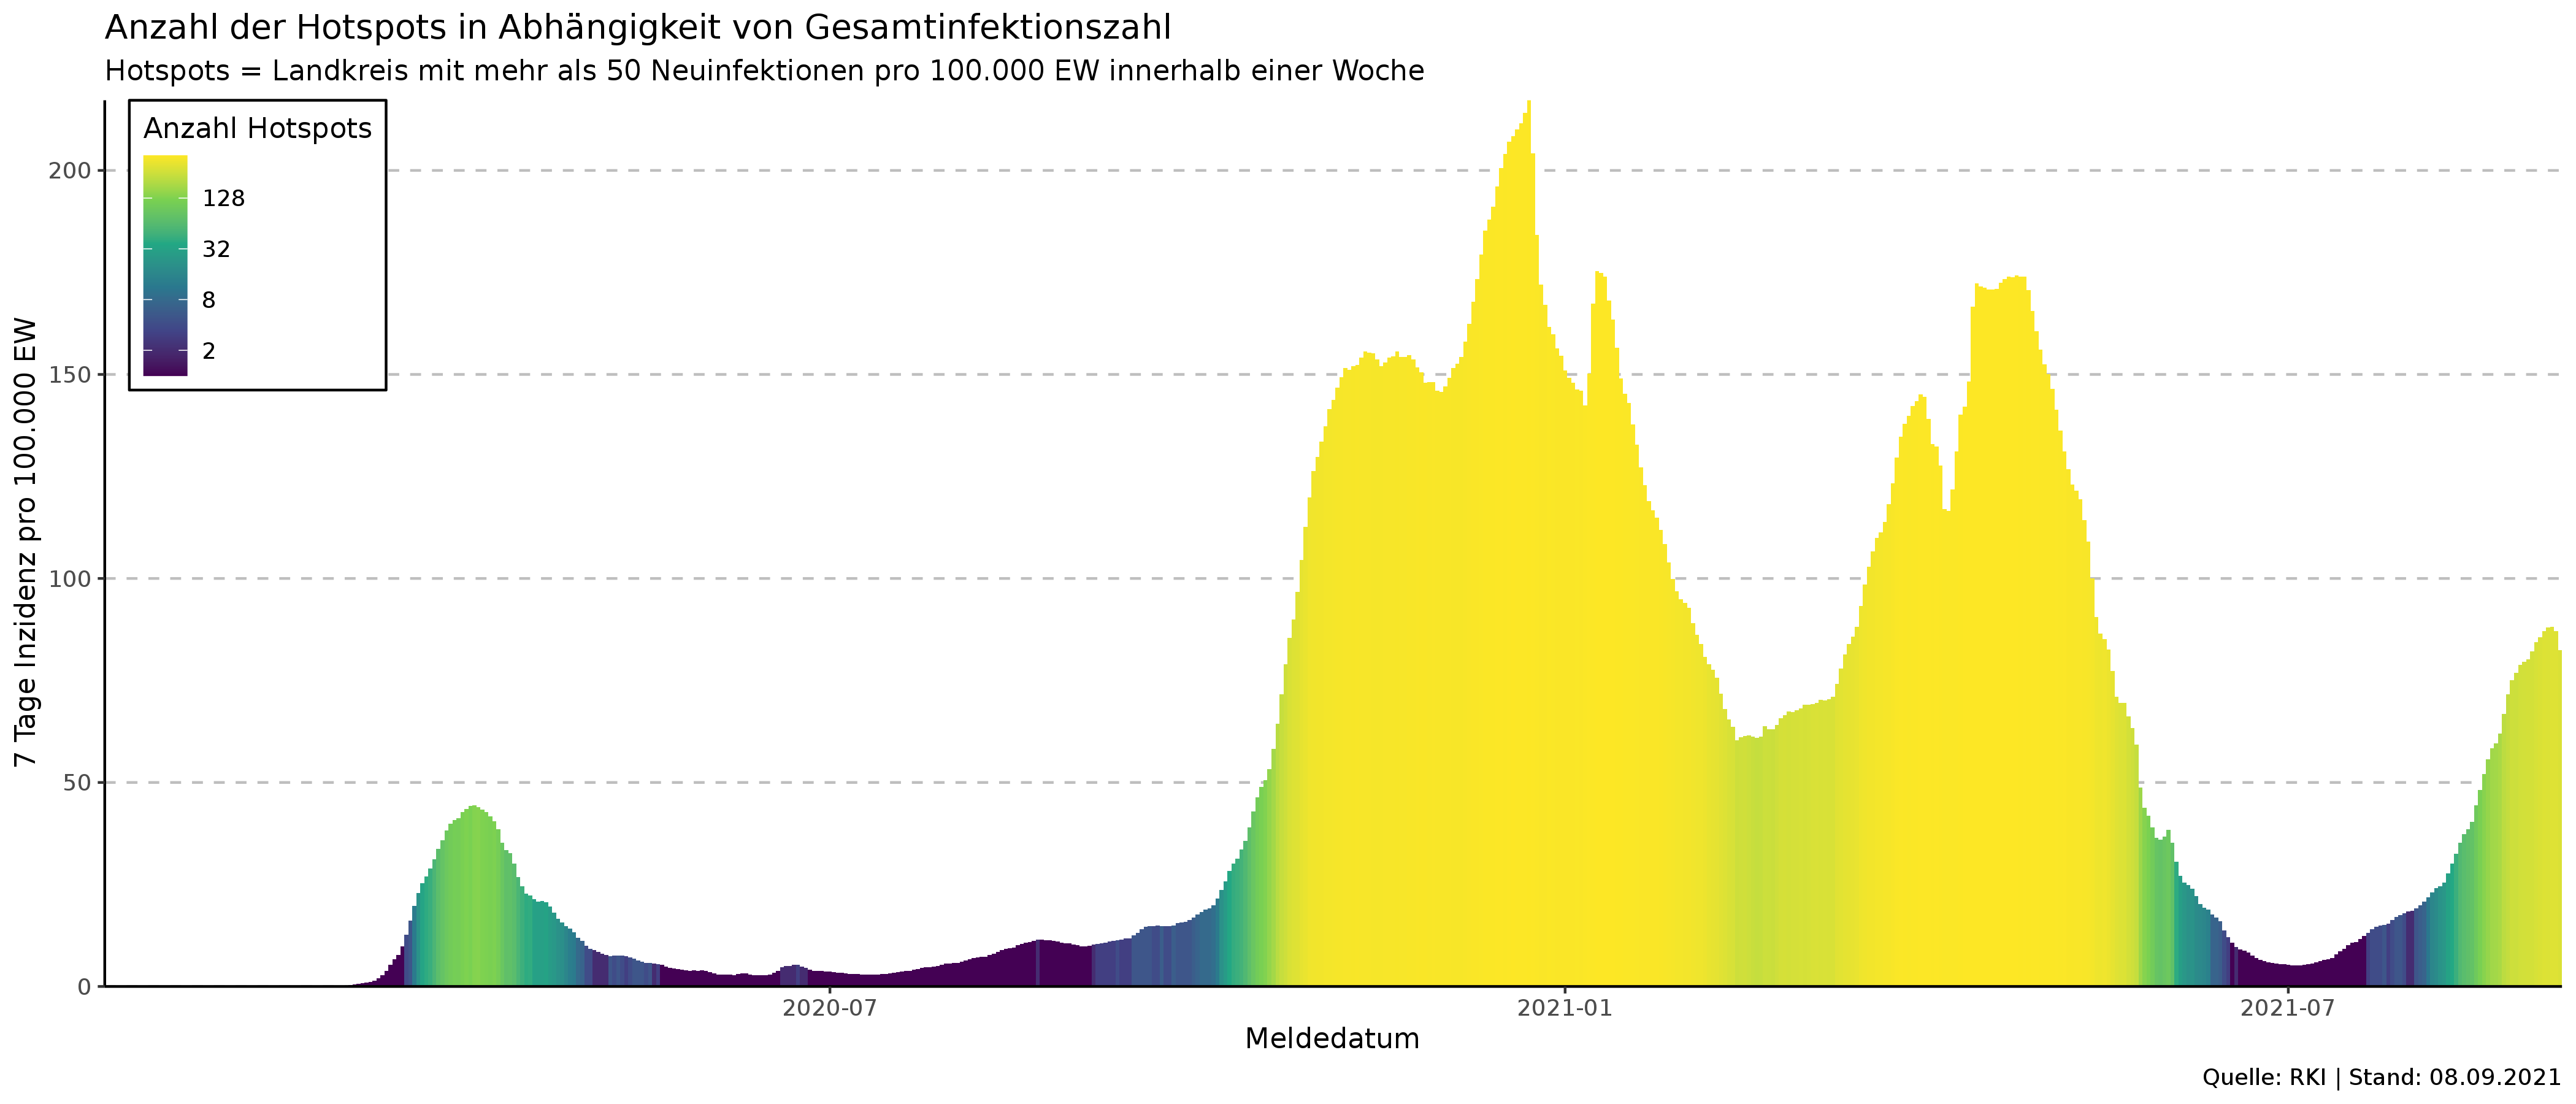 Anzahl der Hotspots in Abhängigkeit von Gesamtinfektionszahl
Hotspots = Landkreis mit mehr als 50 Neuinfektionen pro 100.000 EW innerhalb einer Woche
Anzahl Hotspots
128
32
8
2
7 Tage Inzidenz pro 100.000 EW
200
150
100
50
0
2020-07
2021-01
2021-07
Meldedatum
Quelle: RKI | Stand: 08.09.2021